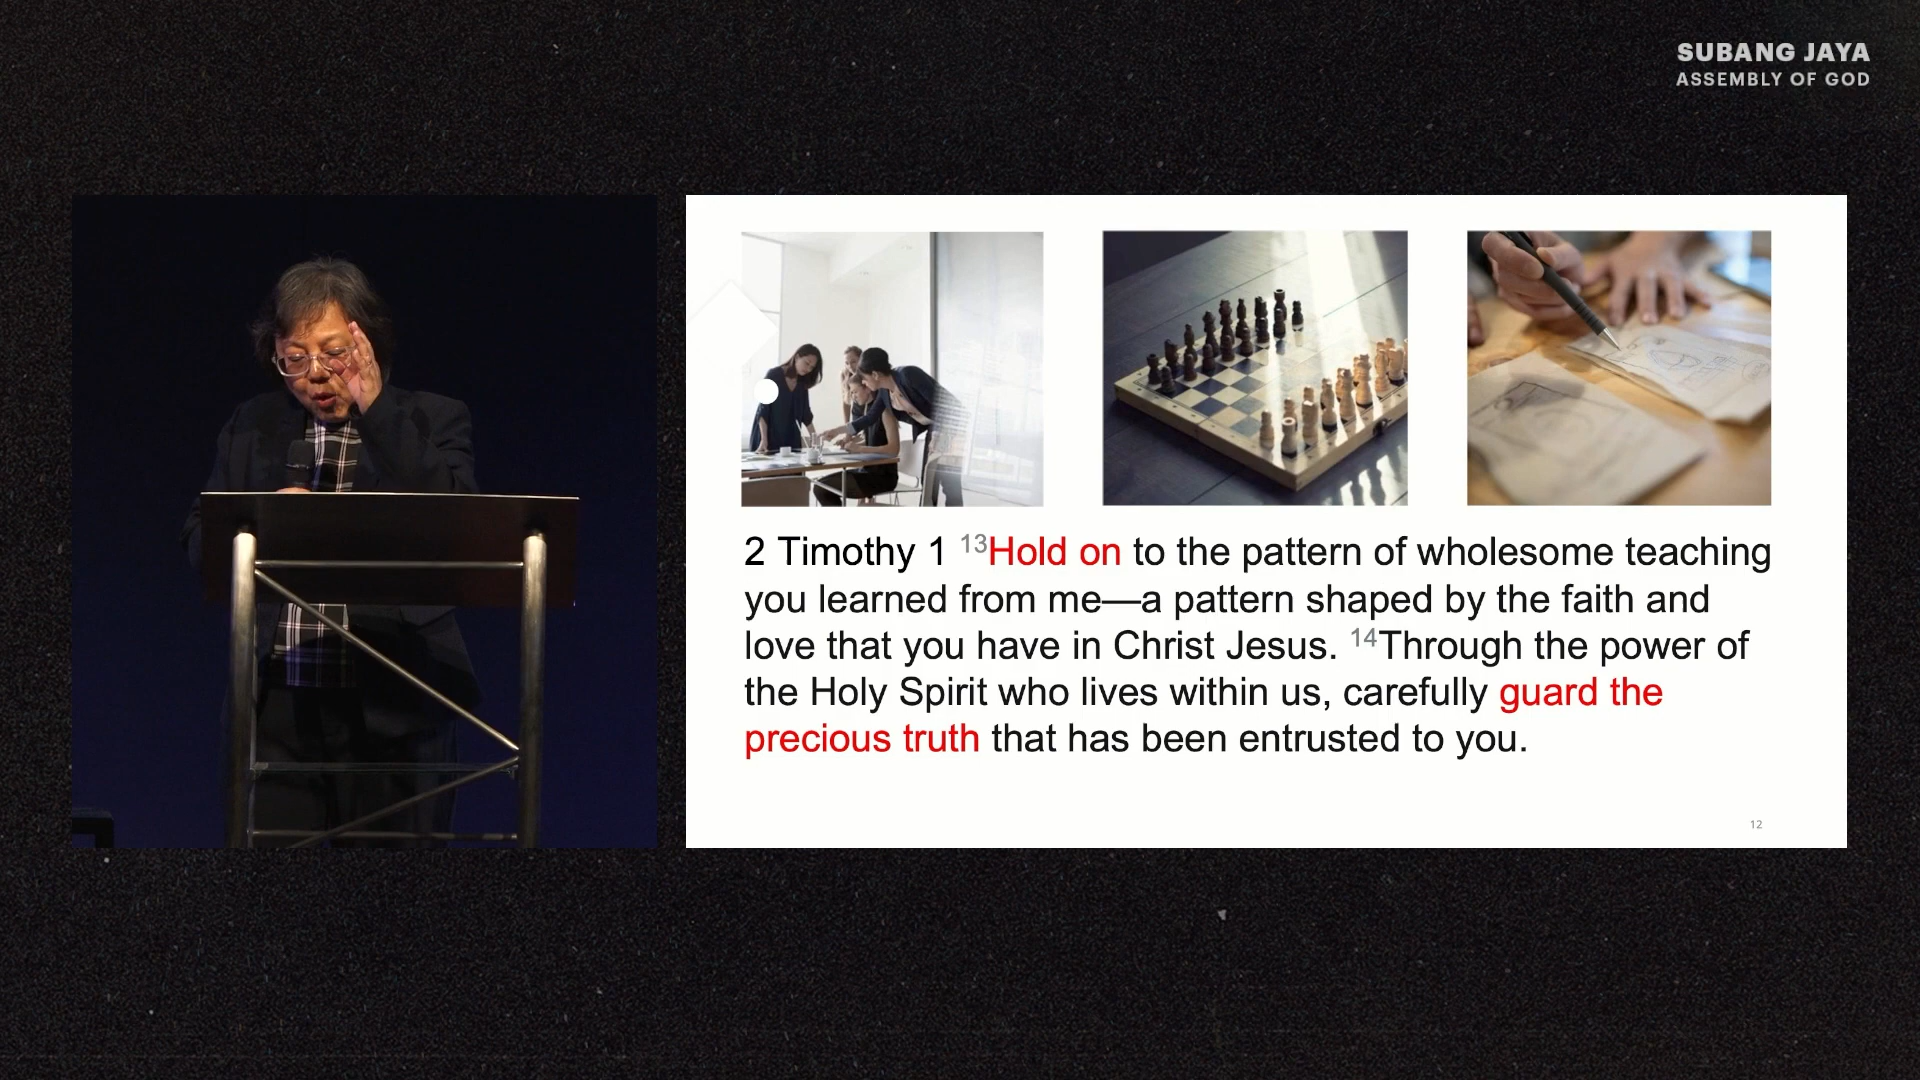 SUBANG JAYA
ASSEMBLY OF GOD
2 Timothy 1 ¹³Hold on to the pattern of wholesome teaching
you learned from me—a pattern shaped by the faith and
love that you have in Christ Jesus. ¹⁴Through the power of
the Holy Spirit who lives within us, carefully guard the
precious truth that has been entrusted to you.
12